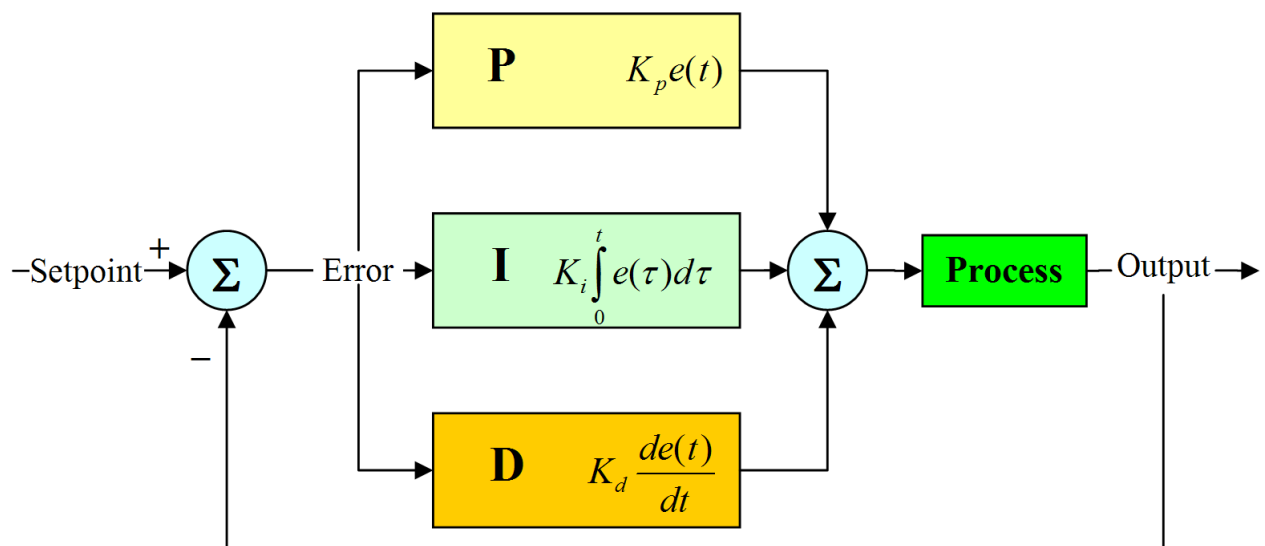 P K_p e(t)
Setpoint + Σ Error I K_i ∫_0^t e(τ)dτ Σ Process Output
−
D K_d de(t)/dt